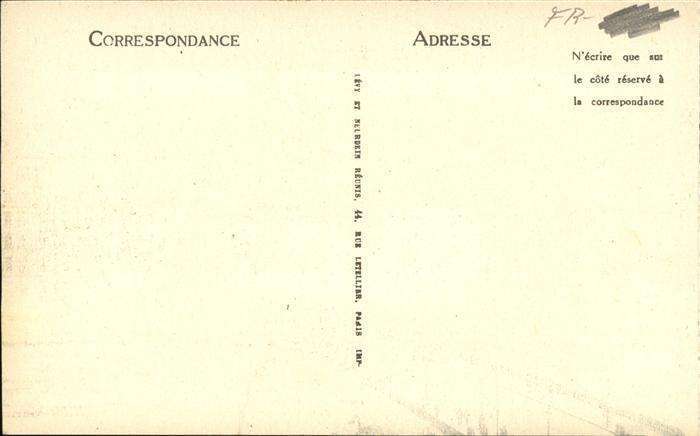 FR-
CORRESPONDANCE
ADRESSE
N'écrire que sur
le côté réservé à
la correspondance
LÉVY ET NEURDEIN RÉUNIS, 44, RUE LETELLIER, PARIS IMP.